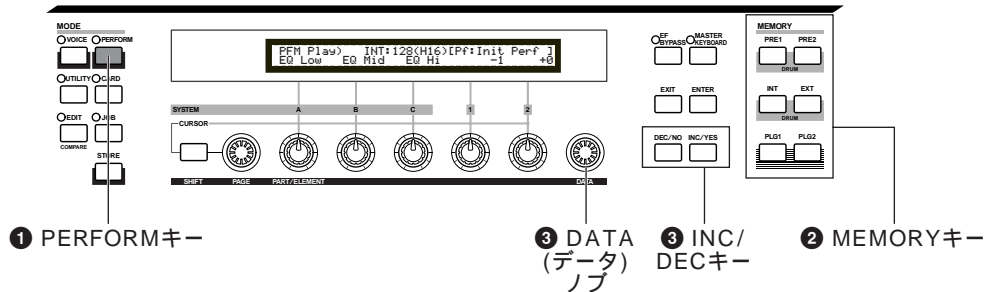 MODE
VOICE PERFORM
UTILITY CARD
EDIT JOB
COMPARE
STORE
PFM Play) INT:128(H16)[Pf:Init Perf ]
EQ Low EQ Mid EQ Hi -1 +0
SYSTEM A B C 1 2
CURSOR
SHIFT PAGE PART/ELEMENT DATA
EF BYPASS MASTER KEYBOARD
EXIT ENTER
DEC/NO INC/YES
MEMORY
PRE1 PRE2
DRUM
INT EXT
DRUM
PLG1 PLG2
❶ PERFORMキー
❸ DATA
(データ)
ノブ
❸ INC/
DECキー
❷ MEMORYキー